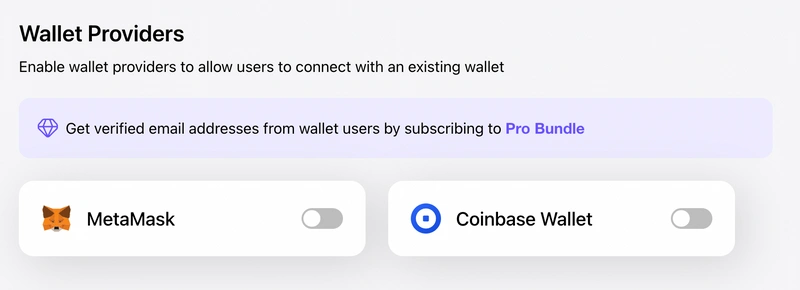 Wallet Providers
Enable wallet providers to allow users to connect with an existing wallet
Get verified email addresses from wallet users by subscribing to Pro Bundle
MetaMask
Coinbase Wallet